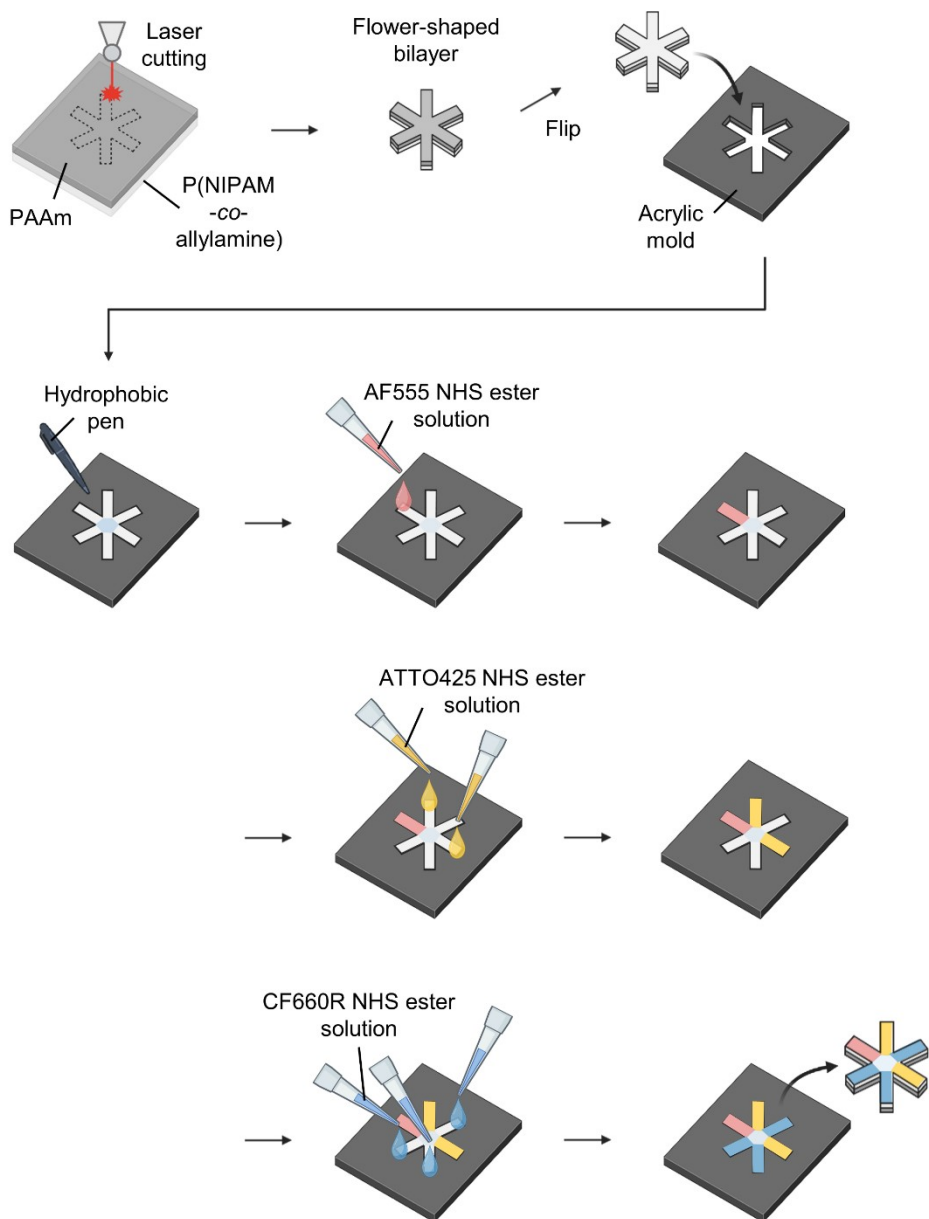 Laser
cutting
Flower-shaped
bilayer
Flip
PAAm
P(NIPAM
-co-
allylamine)
Acrylic
mold
Hydrophobic
pen
AF555 NHS ester
solution
ATTO425 NHS ester
solution
CF660R NHS ester
solution